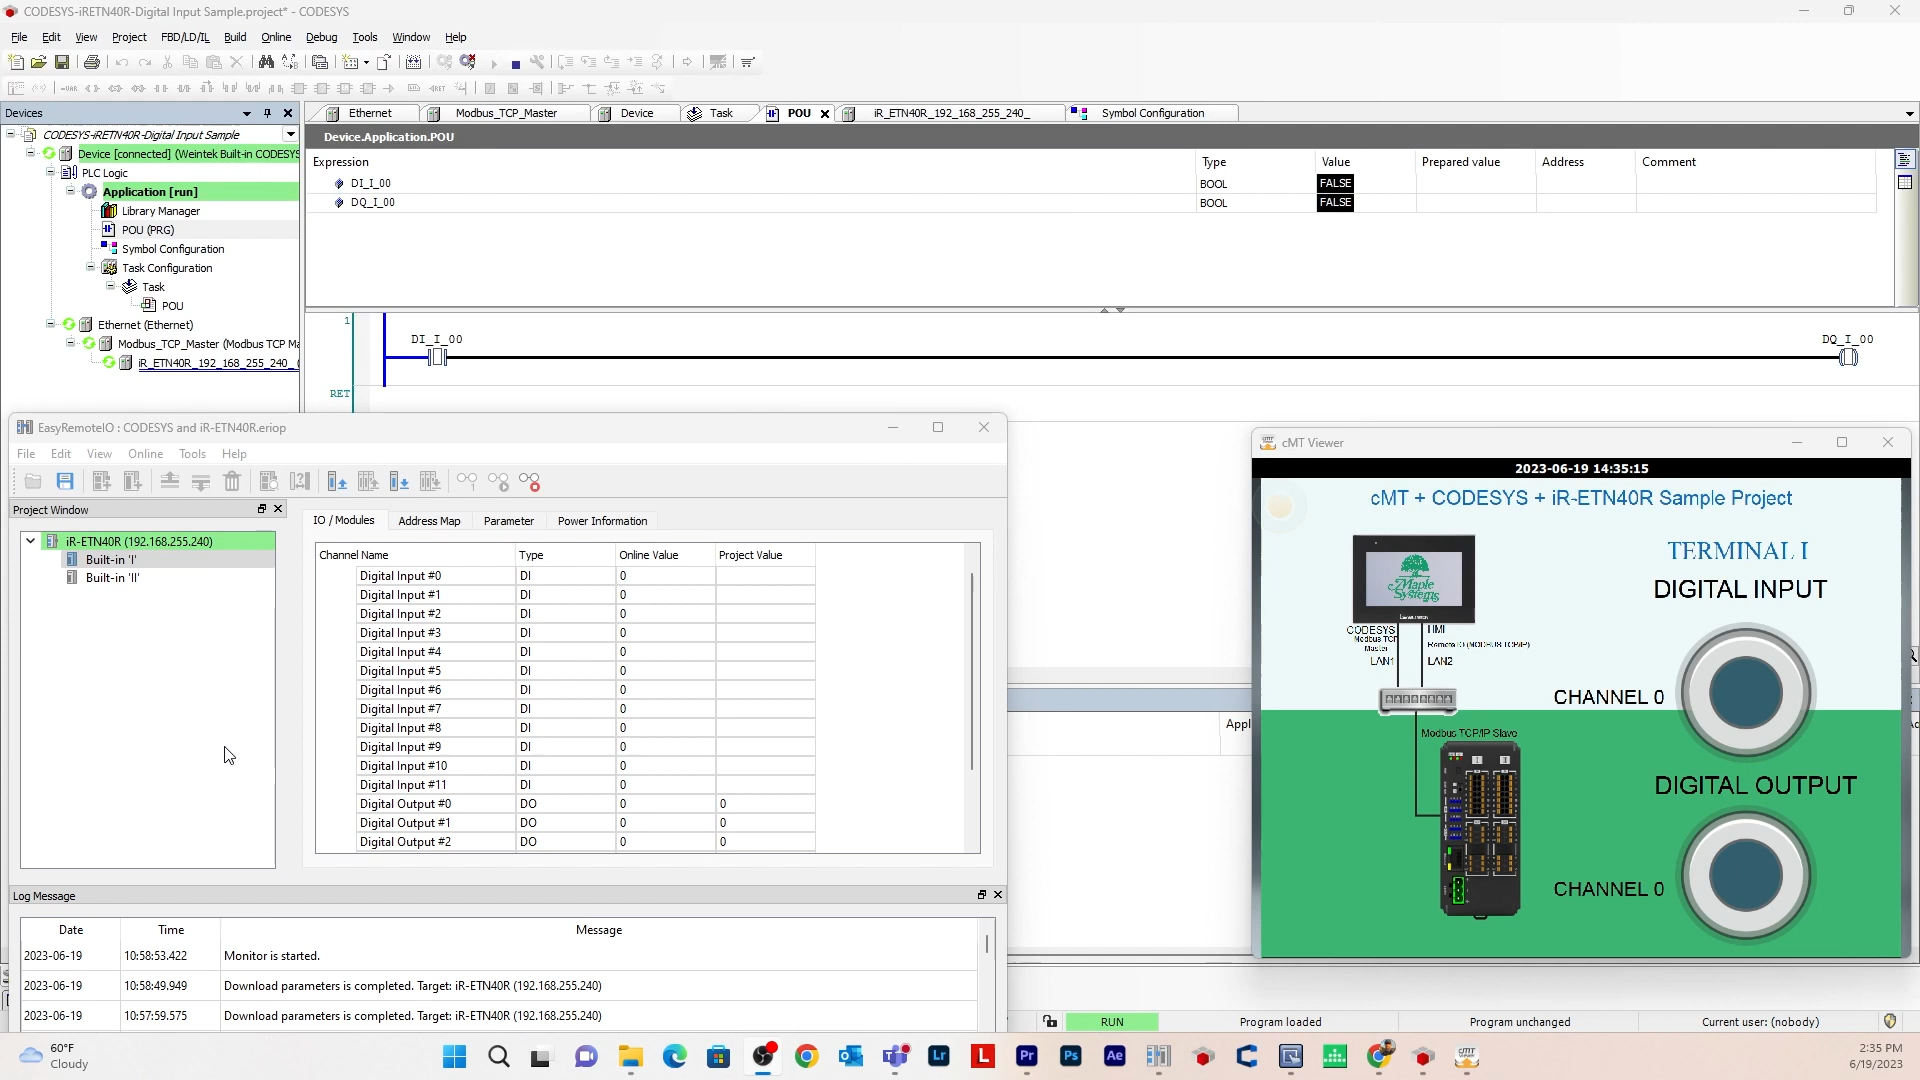 CODESYS-iRETN40R-Digital Input Sample.project* - CODESYS
File Edit View Project FBD/LD/IL Build Online Debug Tools Window Help
Devices
CODESYS-iRETN40R-Digital Input Sample
Device [connected] (Weintek Built-in CODESYS
PLC Logic
Application [run]
Library Manager
POU (PRG)
Symbol Configuration
Task Configuration
Task
POU
Ethernet (Ethernet)
Modbus_TCP_Master (Modbus TCP Ma
iR_ETN40R_192_168_255_240_ (
Ethernet Modbus_TCP_Master Device Task POU iR_ETN40R_192_168_255_240_ Symbol Configuration
Device.Application.POU
Expression Type Value Prepared value Address Comment
DI_I_00 BOOL FALSE
DQ_I_00 BOOL FALSE
1
DI_I_00 DQ_I_00
RET
EasyRemoteIO : CODESYS and iR-ETN40R.eriop
File Edit View Online Tools Help
Project Window
iR-ETN40R (192.168.255.240)
Built-in 'I'
Built-in 'II'
IO / Modules Address Map Parameter Power Information
Channel Name Type Online Value Project Value
Digital Input #0 DI 0
Digital Input #1 DI 0
Digital Input #2 DI 0
Digital Input #3 DI 0
Digital Input #4 DI 0
Digital Input #5 DI 0
Digital Input #6 DI 0
Digital Input #7 DI 0
Digital Input #8 DI 0
Digital Input #9 DI 0
Digital Input #10 DI 0
Digital Input #11 DI 0
Digital Output #0 DO 0 0
Digital Output #1 DO 0 0
Digital Output #2 DO 0 0
Log Message
Date Time Message
2023-06-19 10:58:53.422 Monitor is started.
2023-06-19 10:58:49.949 Download parameters is completed. Target: iR-ETN40R (192.168.255.240)
2023-06-19 10:57:59.575 Download parameters is completed. Target: iR-ETN40R (192.168.255.240)
Appl
cMT Viewer
2023-06-19 14:35:15
cMT + CODESYS + iR-ETN40R Sample Project
TERMINAL I
DIGITAL INPUT
Maple Systems
CODESYS
Modbus TCP
Master
LAN1
HMI
Remote IO (MODBUS TCP/IP)
LAN2
CHANNEL 0
Modbus TCP/IP Slave
DIGITAL OUTPUT
CHANNEL 0
RUN Program loaded Program unchanged Current user: (nobody)
60°F
Cloudy
2:35 PM
6/19/2023